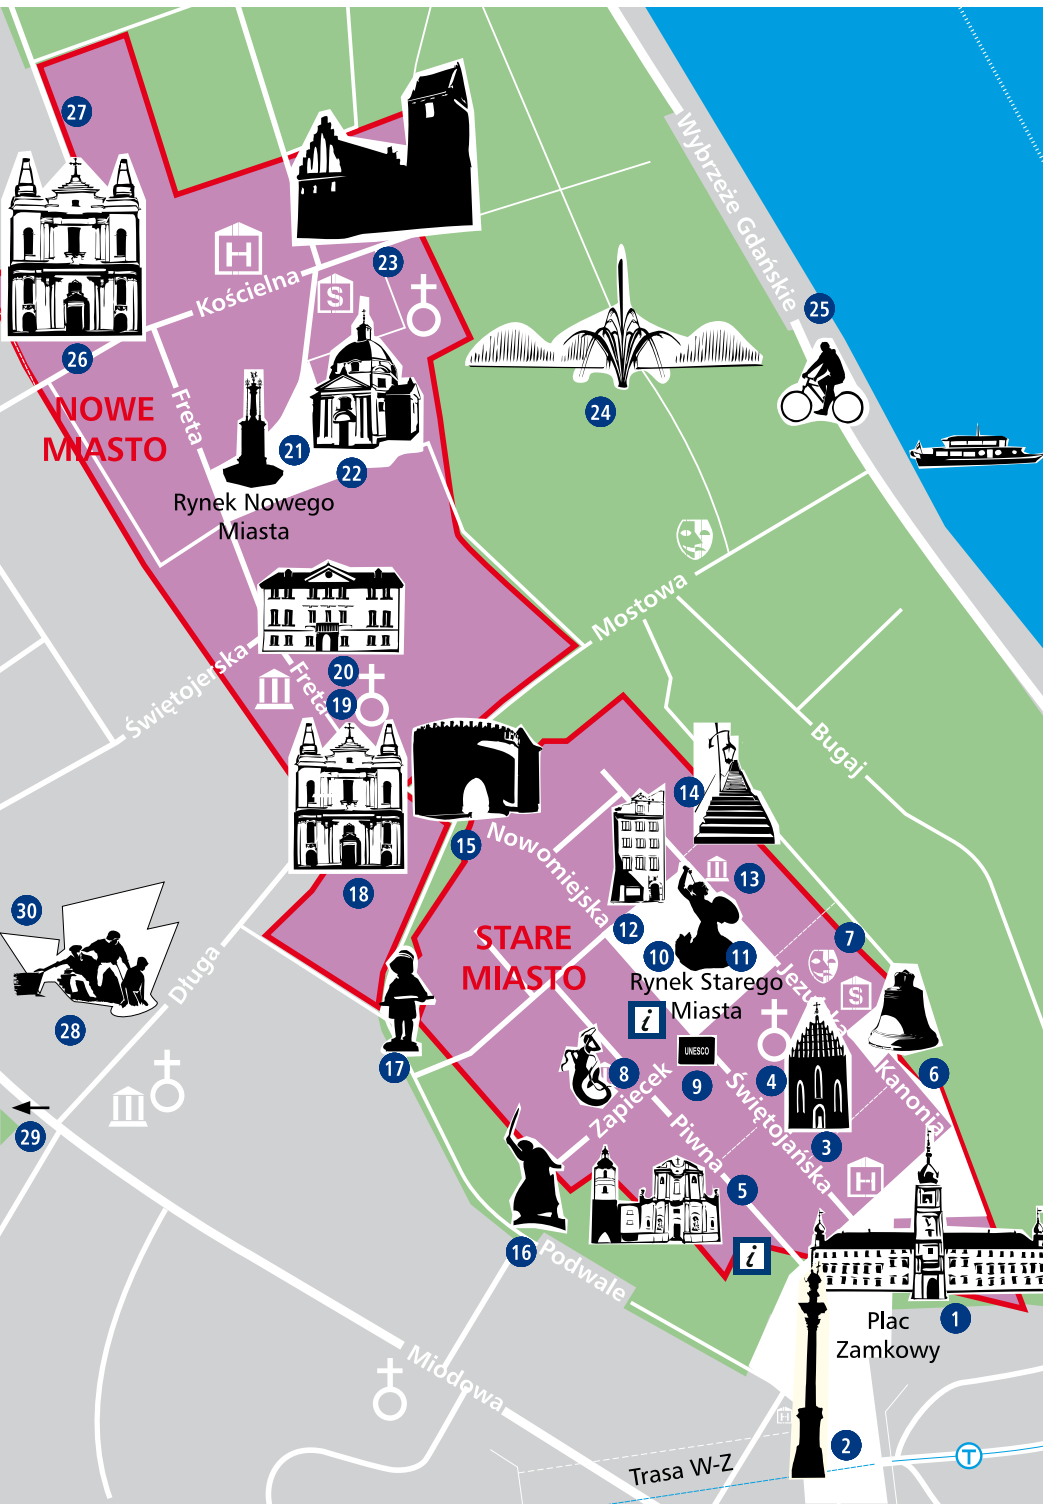 27
Wybrzeże Gdańskie
23
Kościelna
H
S
25
26
NOWE
MIASTO
Freta
24
21
22
Rynek Nowego
Miasta
Mostowa
20
Świętojerska
19
Freta
Bugaj
14
15
Nowomiejska
13
18
12
30
STARE
MIASTO
10
11
7
Rynek Starego
Miasta
Jezuicka
S
Długa
28
i
UNESCO
17
8
9
4
6
Kanonia
Zapiecek
Świętojańska
29
Piwna
3
H
5
16
i
Podwale
1
Plac
Zamkowy
Miodowa
H
2
Trasa W-Z
T